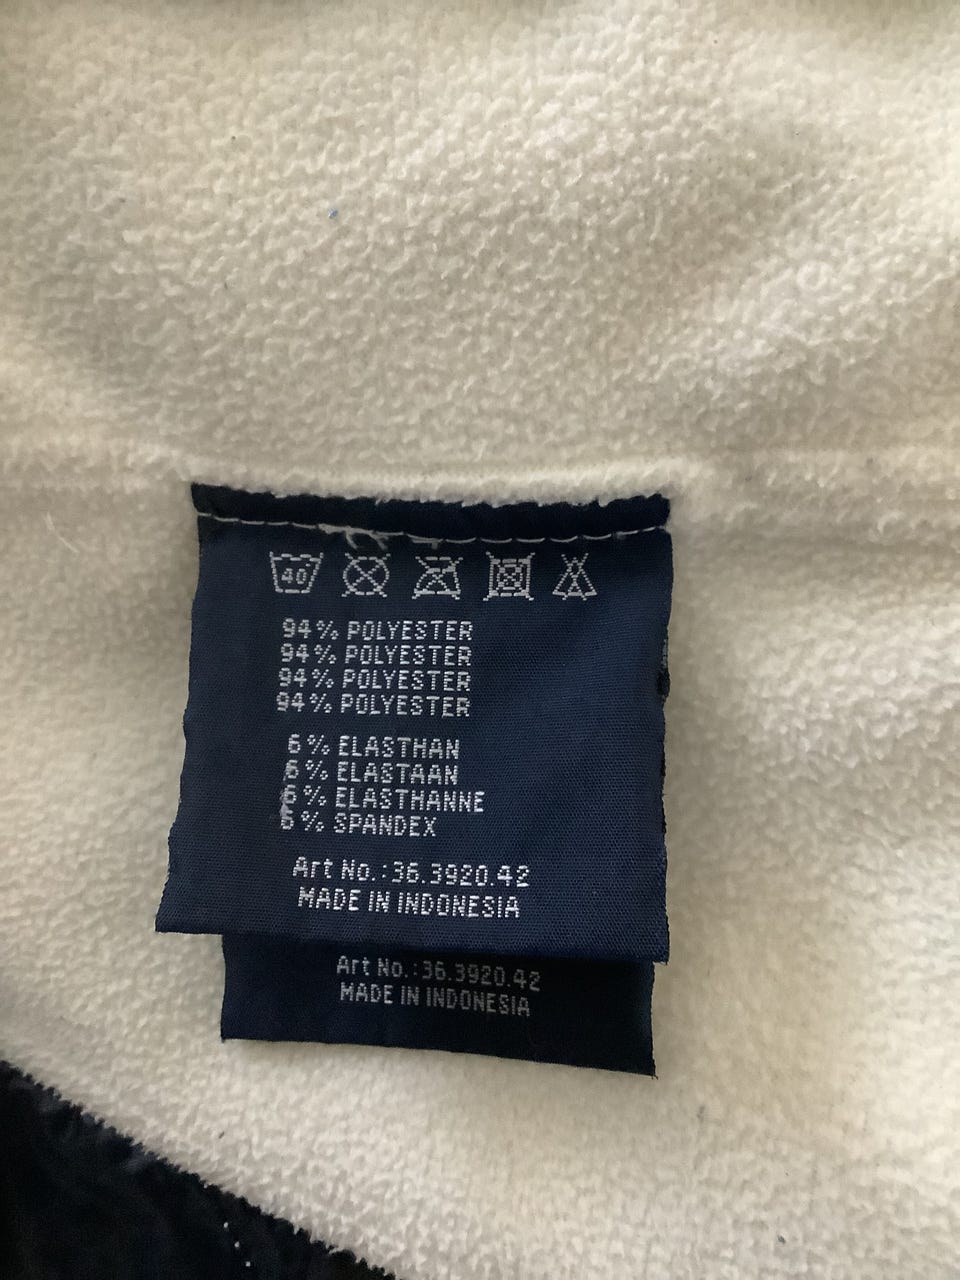 40
94% POLYESTER
94% POLYESTER
94% POLYESTER
94% POLYESTER
6% ELASTHAN
6% ELASTAAN
6% ELASTHANNE
6% SPANDEX
Art No.:36.3920.42
MADE IN INDONESIA
Art No.:36.3920.42
MADE IN INDONESIA